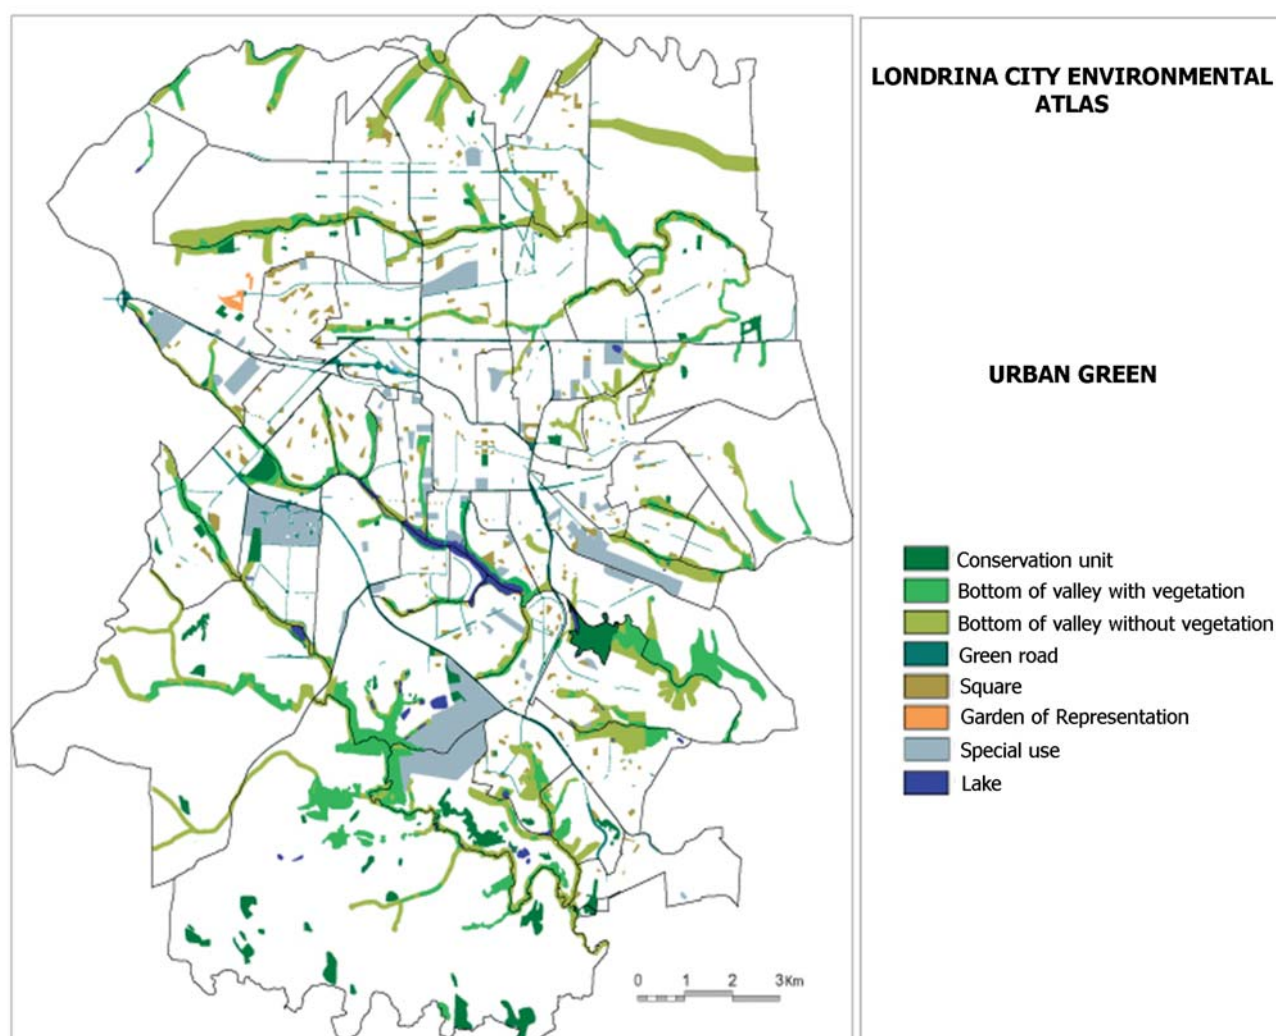 LONDRINA CITY ENVIRONMENTAL
ATLAS
URBAN GREEN
Conservation unit
Bottom of valley with vegetation
Bottom of valley without vegetation
Green road
Square
Garden of Representation
Special use
Lake
0 1 2 3Km